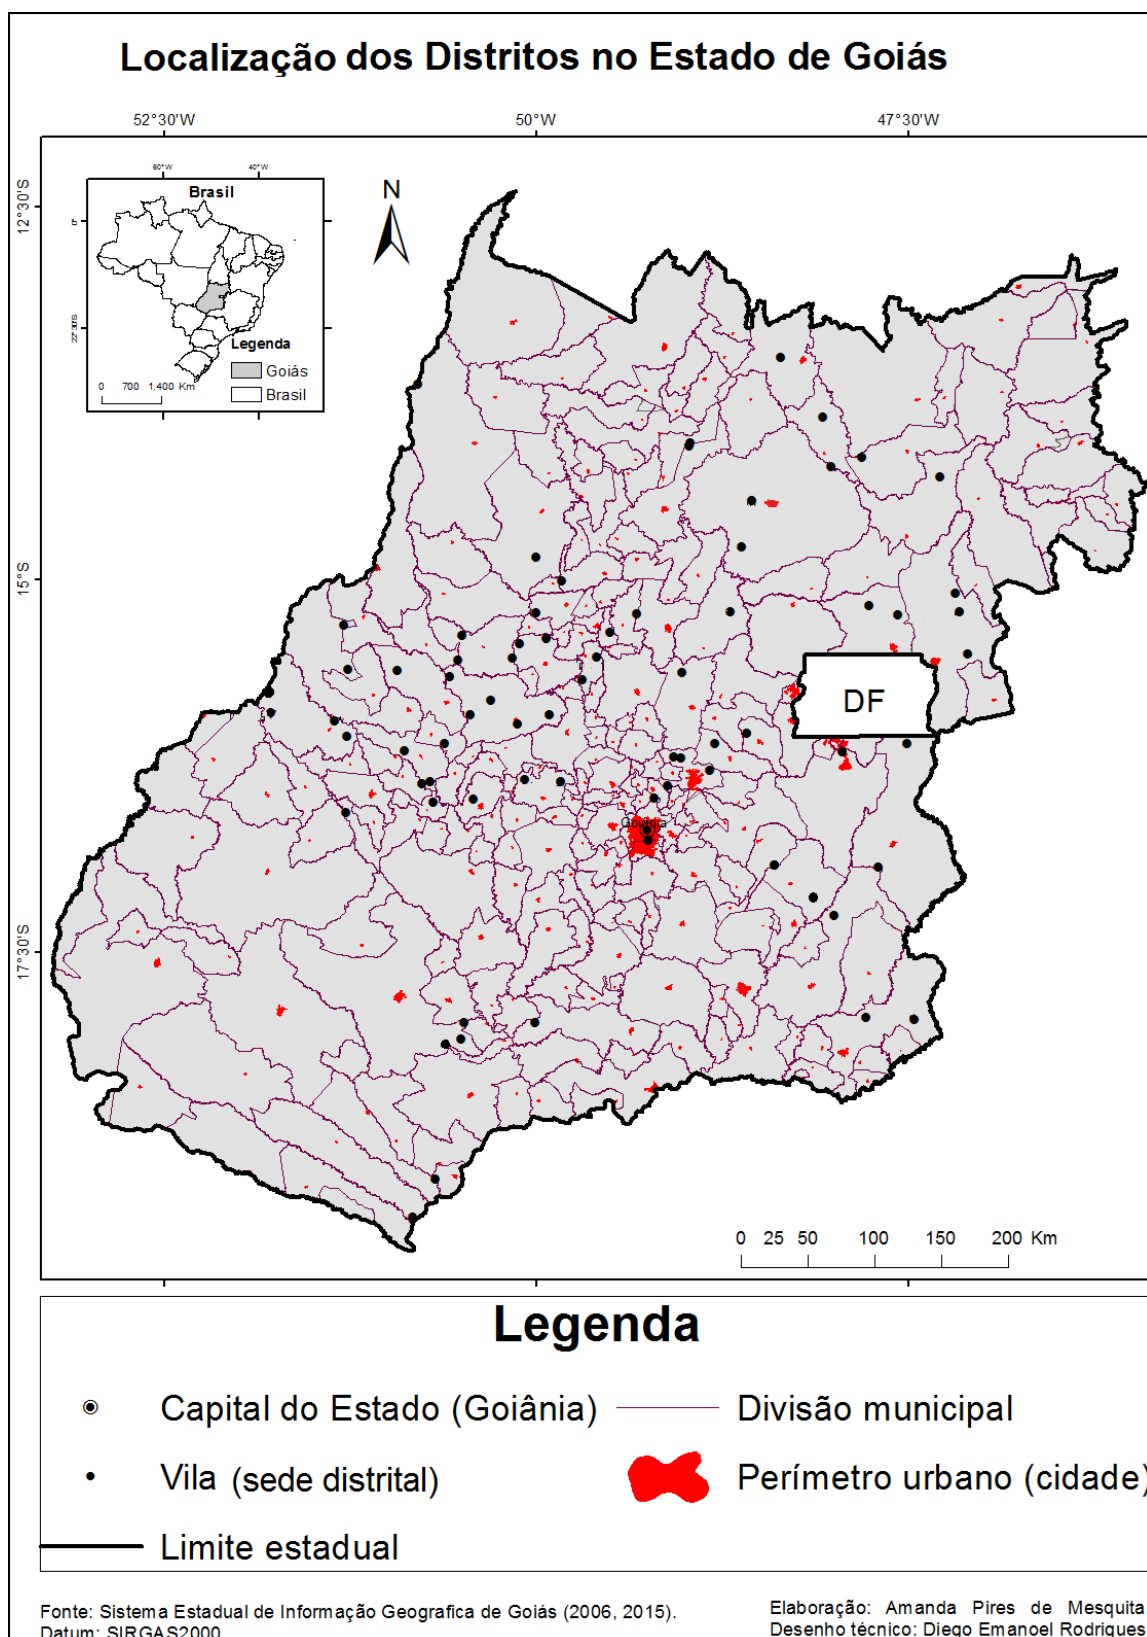 Localização dos Distritos no Estado de Goiás
52°30'W 50°W 47°30'W
12°30'S
15°S
17°30'S
60°W 40°W
Brasil
0°
22°30'S
Legenda
Goiás
Brasil
0 700 1.400 Km
N
DF
Goiânia
0 25 50 100 150 200 Km
Legenda
Capital do Estado (Goiânia)
Divisão municipal
Vila (sede distrital)
Perímetro urbano (cidade)
Limite estadual
Fonte: Sistema Estadual de Informação Geografica de Goiás (2006, 2015).
Datum: SIRGAS2000
Elaboração: Amanda Pires de Mesquita
Desenho técnico: Diego Emanoel Rodrigues